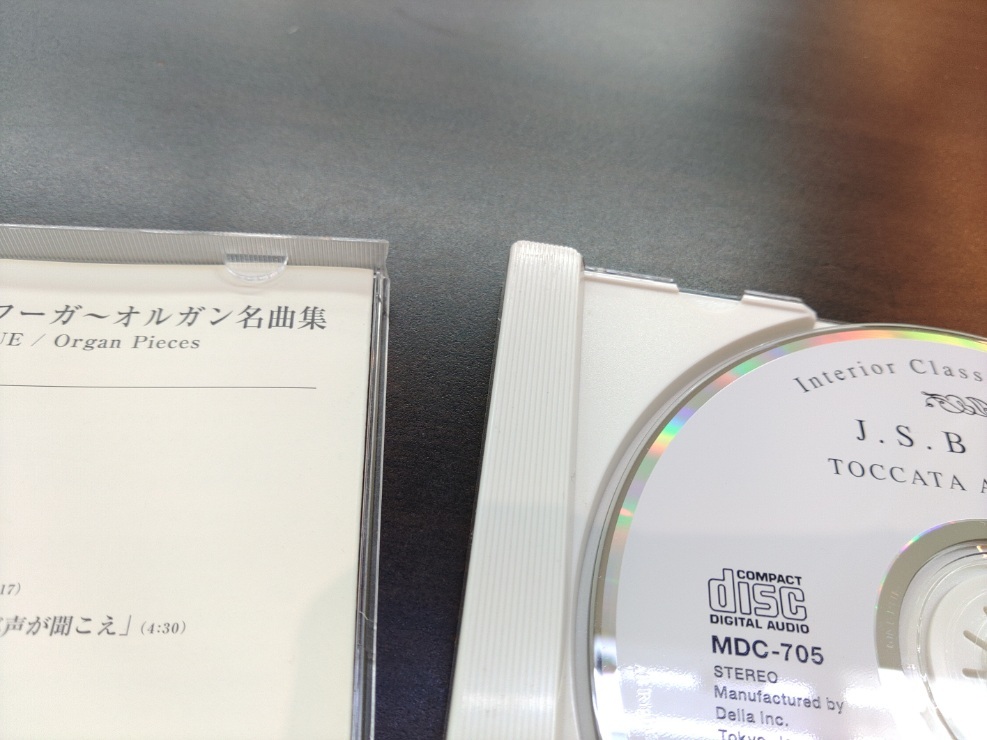 フーガ～オルガン名曲集
UE / Organ Pieces
17)
声が聞こえ」(4:30)
Interior Class
J.S.B
TOCCATA A
COMPACT
disc
DIGITAL AUDIO
MDC-705
STEREO
Manufactured by
Della Inc.